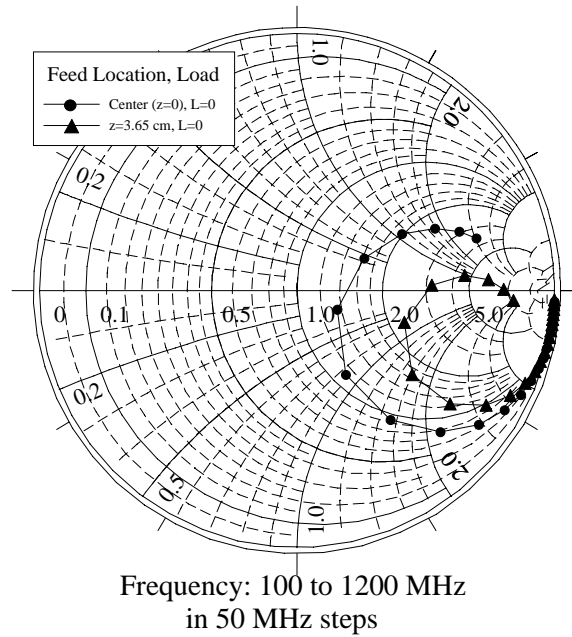 Feed Location, Load
Center (z=0), L=0
z=3.65 cm, L=0
1.0
2.0
0.2
0 0.1 0.5 1.0 2.0 5.0
0.2
0.5
1.0
2.0
Frequency: 100 to 1200 MHz
in 50 MHz steps